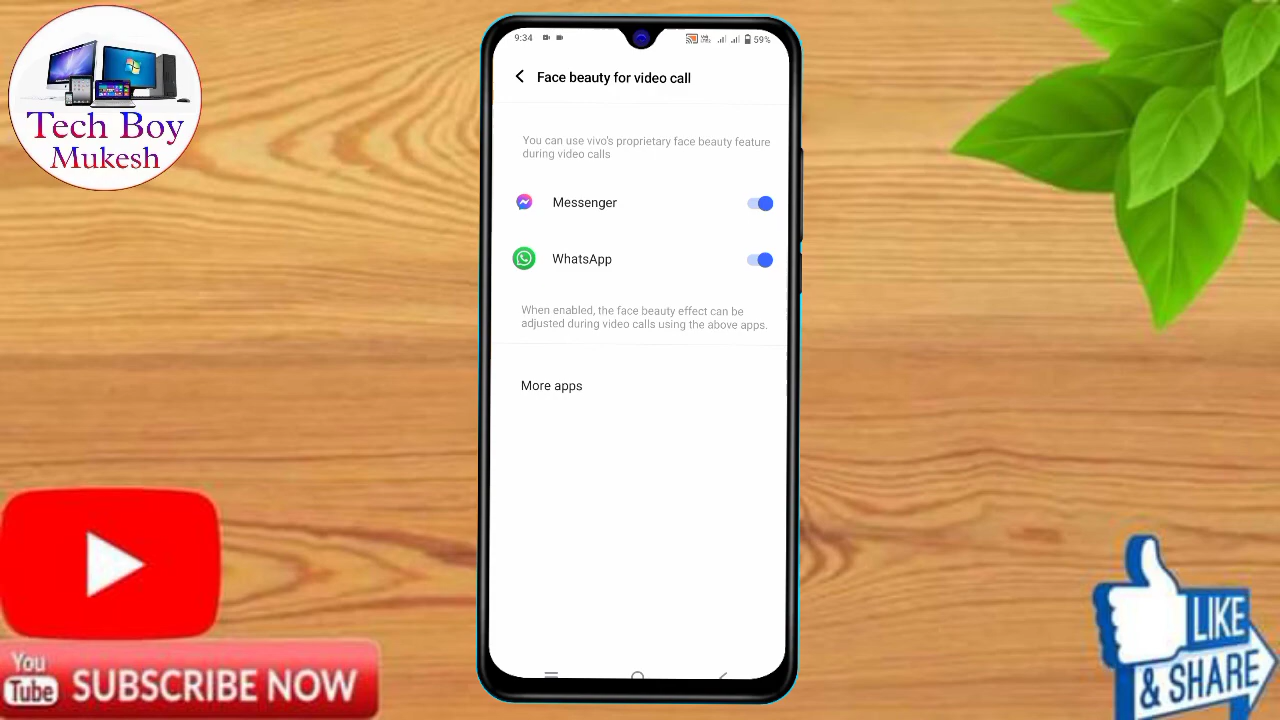 Tech Boy
Mukesh
9:34
59%
Face beauty for video call
You can use vivo's proprietary face beauty feature
during video calls
Messenger
WhatsApp
When enabled, the face beauty effect can be
adjusted during video calls using the above apps.
More apps
You
Tube
SUBSCRIBE NOW
LIKE
& SHARE